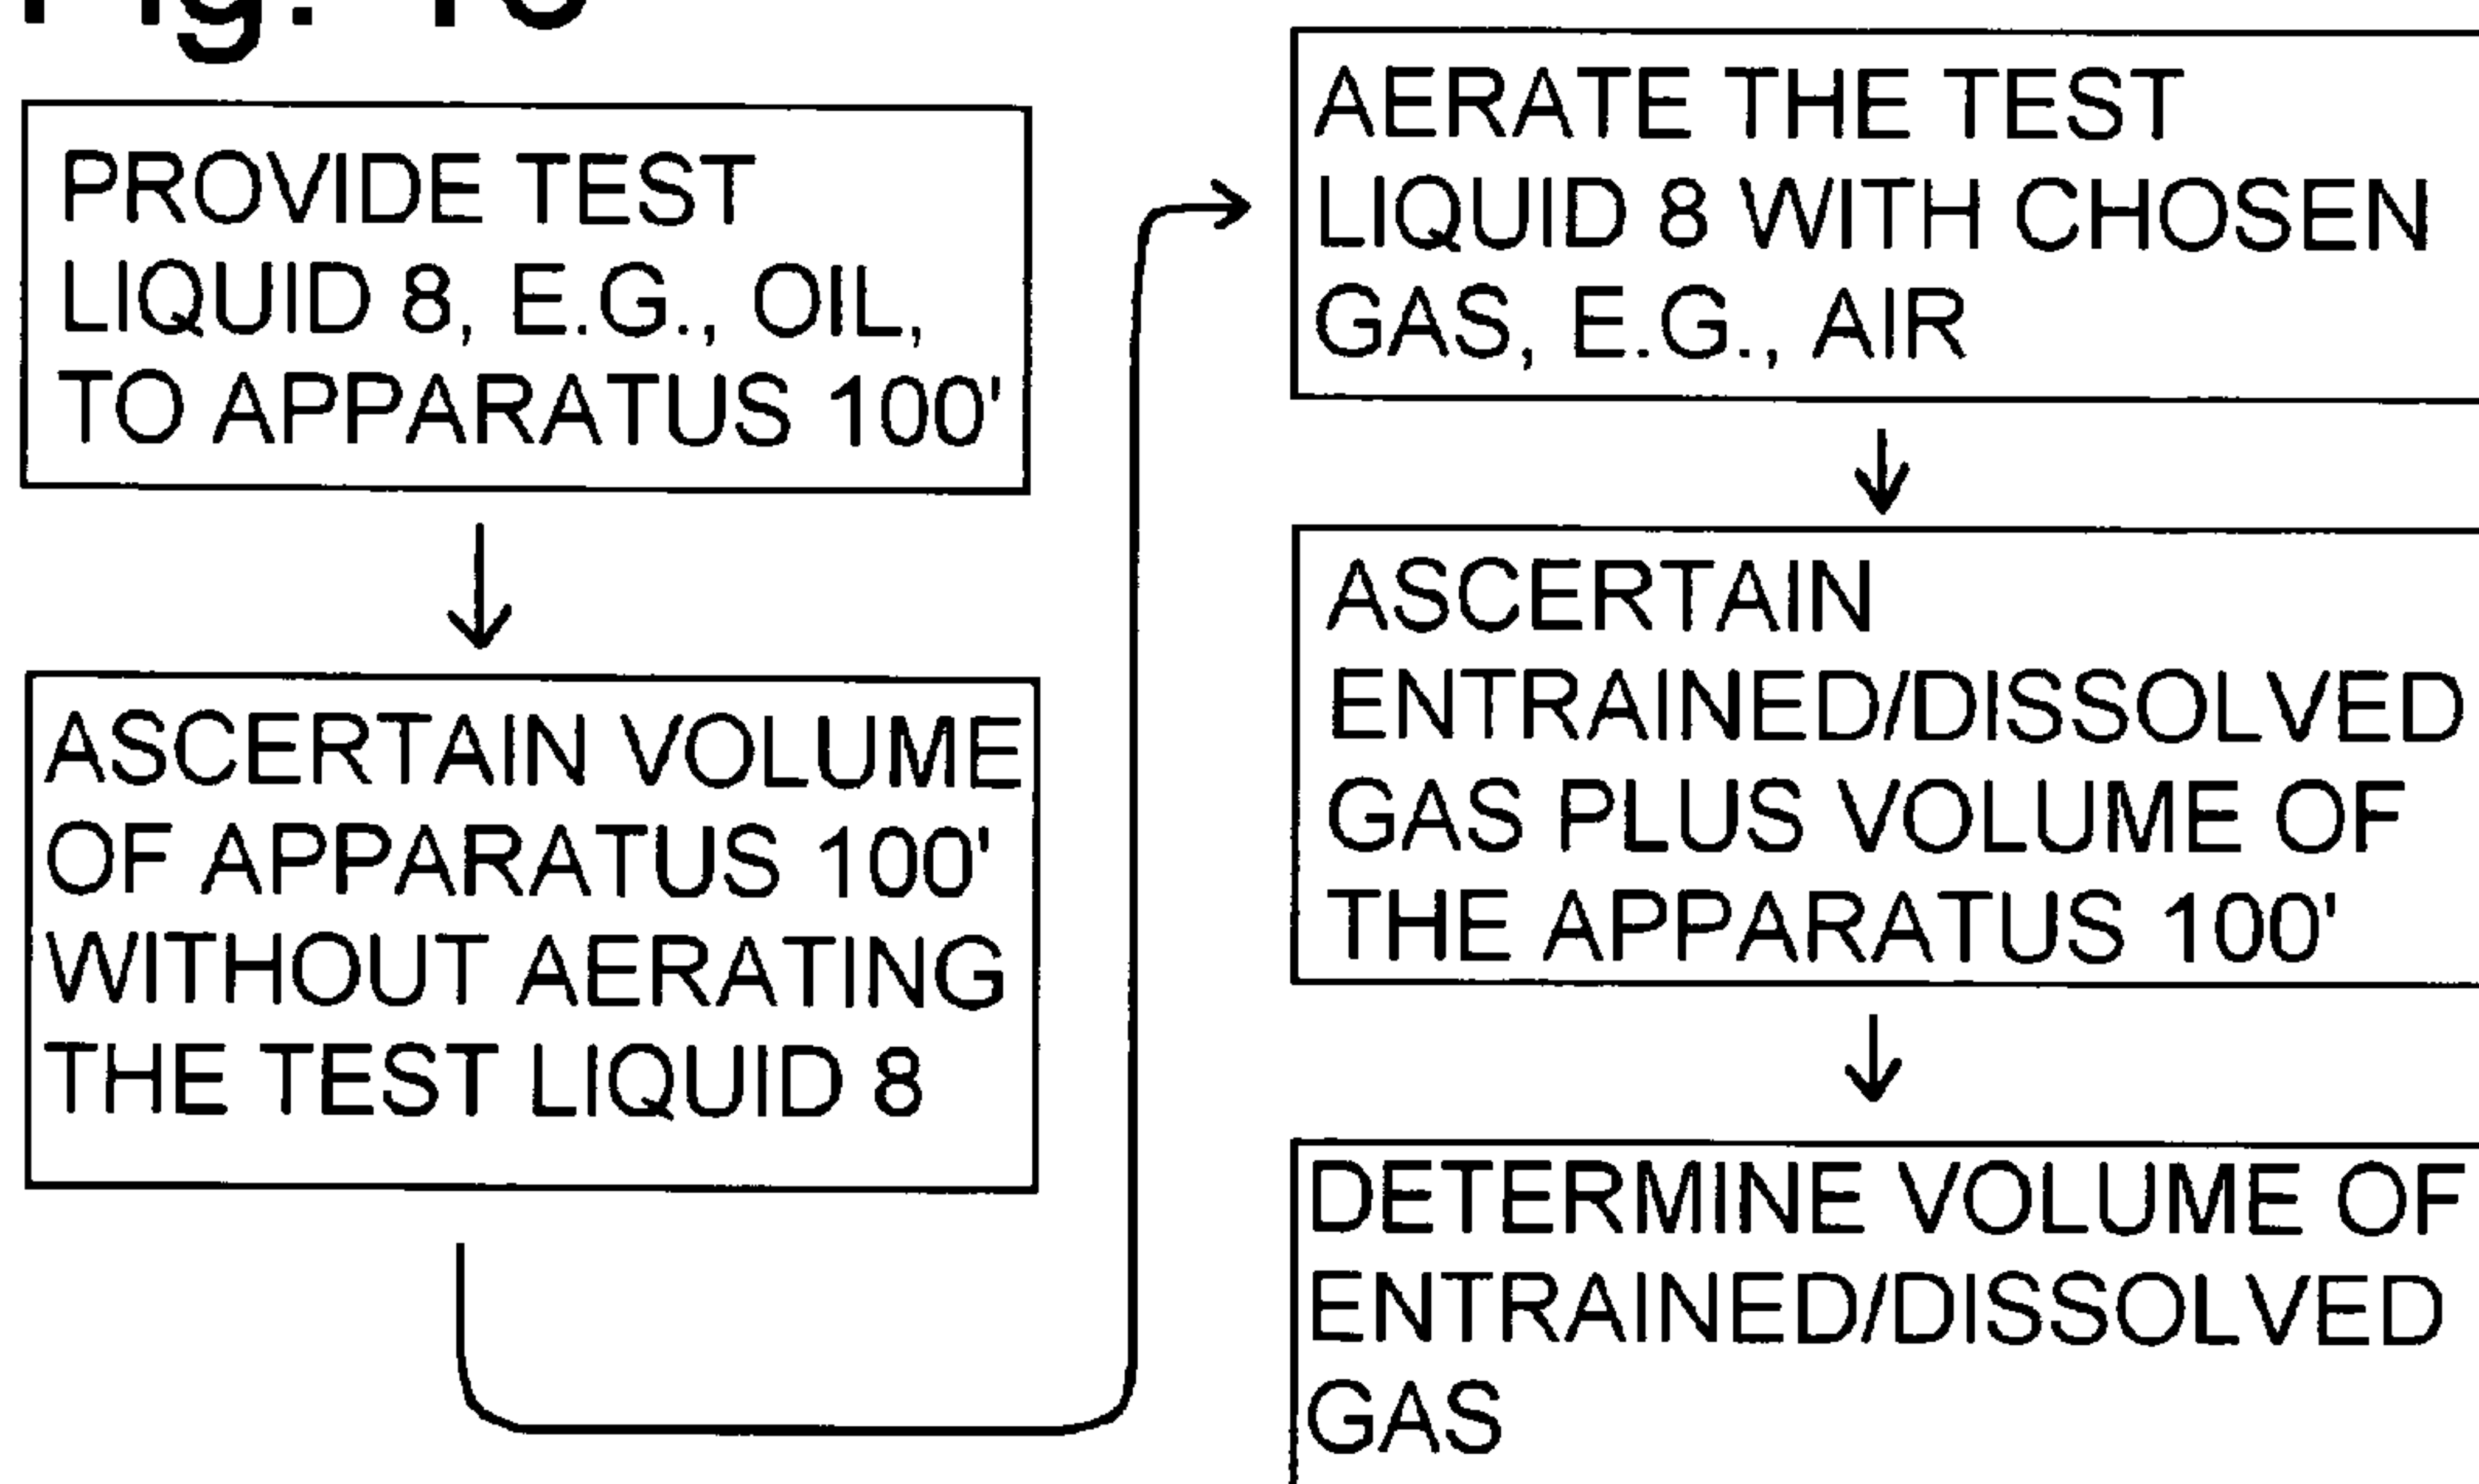 PROVIDE TEST
LIQUID 8, E.G., OIL,
TO APPARATUS 100'
ASCERTAIN VOLUME
OF APPARATUS 100'
WITHOUT AERATING
THE TEST LIQUID 8
AERATE THE TEST
LIQUID 8 WITH CHOSEN
GAS, E.G., AIR
ASCERTAIN
ENTRAINED/DISSOLVED
GAS PLUS VOLUME OF
THE APPARATUS 100'
DETERMINE VOLUME OF
ENTRAINED/DISSOLVED
GAS